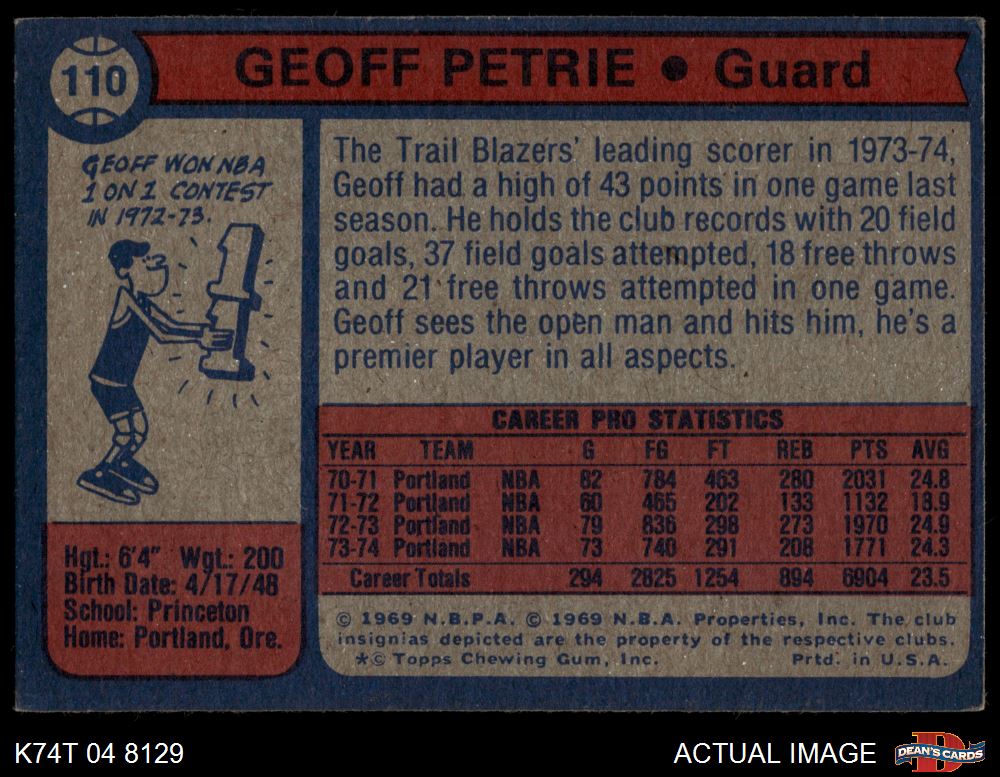 110
GEOFF PETRIE • Guard
GEOFF WON NBA
1 ON 1 CONTEST
IN 1972-73.
1
The Trail Blazers' leading scorer in 1973-74,
Geoff had a high of 43 points in one game last
season. He holds the club records with 20 field
goals, 37 field goals attempted, 18 free throws
and 21 free throws attempted in one game.
Geoff sees the open man and hits him, he's a
premier player in all aspects.
CAREER PRO STATISTICS
YEAR TEAM G FG FT REB PTS AVG
70-71 Portland NBA 82 784 463 280 2031 24.8
71-72 Portland NBA 60 465 202 133 1132 18.9
72-73 Portland NBA 79 836 298 273 1970 24.9
73-74 Portland NBA 73 740 291 208 1771 24.3
Career Totals 294 2825 1254 894 6904 23.5
Hgt.: 6'4" Wgt.: 200
Birth Date: 4/17/48
School: Princeton
Home: Portland, Ore.
© 1969 N.B.P.A. © 1969 N.B.A. Properties, Inc. The club
insignias depicted are the property of the respective clubs.
*© Topps Chewing Gum, Inc. Prtd. in U.S.A.
K74T 04 8129
ACTUAL IMAGE
D
DEAN'S CARDS